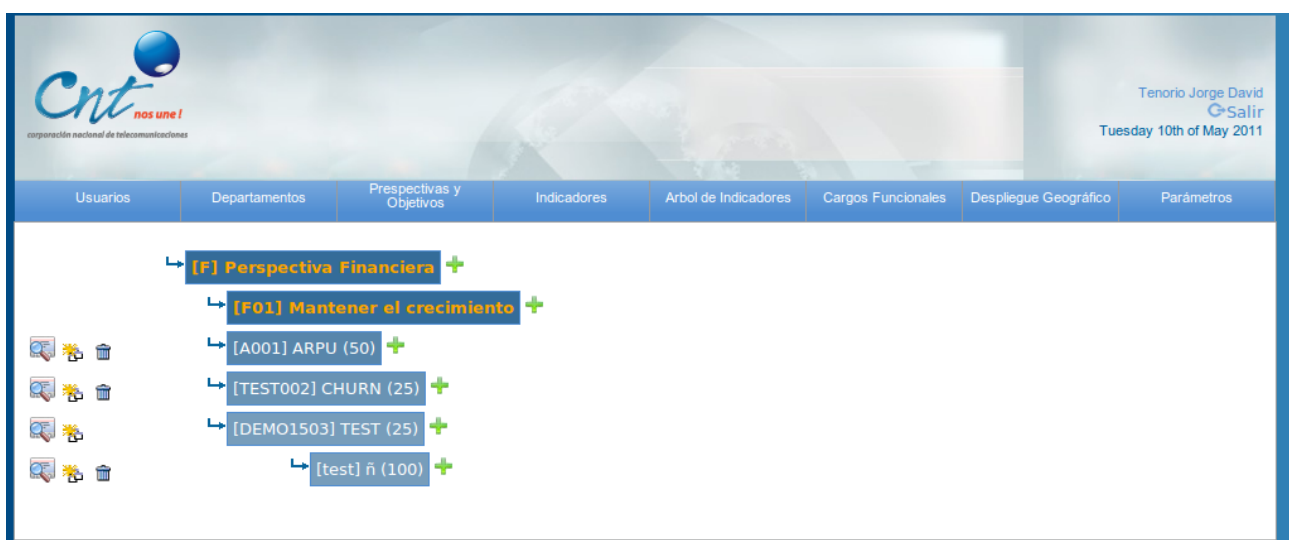 Cnt
nos une !
corporación nacional de telecomunicaciones
Tenorio Jorge David
Salir
Tuesday 10th of May 2011
Usuarios
Departamentos
Prespectivas y
Objetivos
Indicadores
Arbol de Indicadores
Cargos Funcionales
Despliegue Geográfico
Parámetros
[F] Perspectiva Financiera
[F01] Mantener el crecimiento
[A001] ARPU (50)
[TEST002] CHURN (25)
[DEMO1503] TEST (25)
[test] ñ (100)